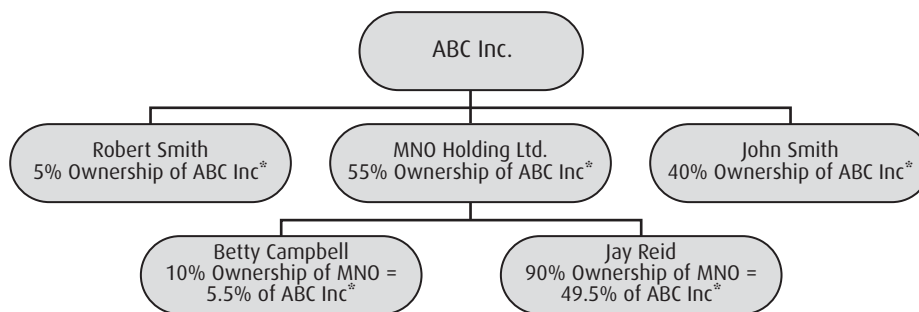 ABC Inc.
Robert Smith
5% Ownership of ABC Inc*
MNO Holding Ltd.
55% Ownership of ABC Inc*
John Smith
40% Ownership of ABC Inc*
Betty Campbell
10% Ownership of MNO =
5.5% of ABC Inc*
Jay Reid
90% Ownership of MNO =
49.5% of ABC Inc*